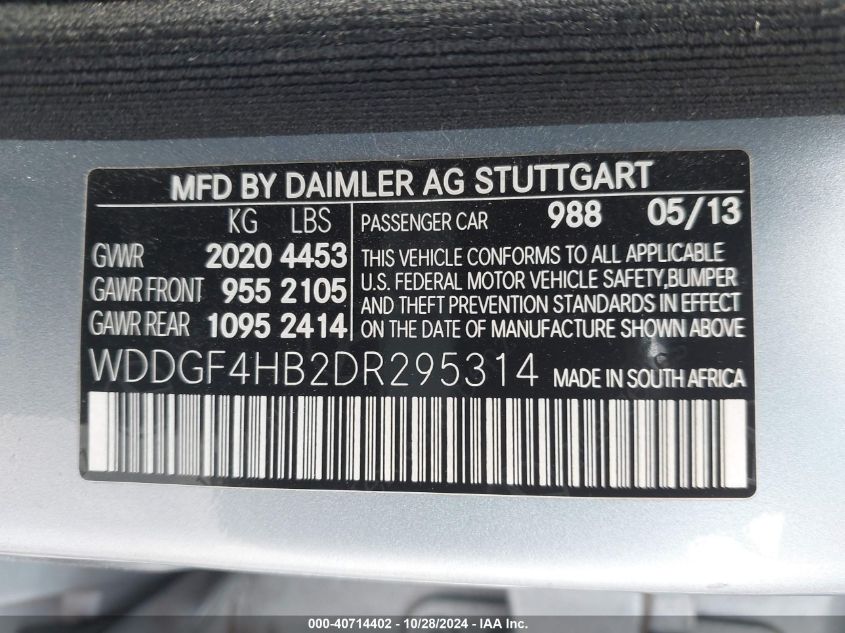 MFD BY DAIMLER AG STUTTGART
KG LBS
GVWR 2020 4453
GAWR FRONT 955 2105
GAWR REAR 1095 2414
PASSENGER CAR 988 05/13
THIS VEHICLE CONFORMS TO ALL APPLICABLE
U.S. FEDERAL MOTOR VEHICLE SAFETY,BUMPER
AND THEFT PREVENTION STANDARDS IN EFFECT
ON THE DATE OF MANUFACTURE SHOWN ABOVE
WDDGF4HB2DR295314 MADE IN SOUTH AFRICA
000-40714402 - 10/28/2024 - IAA Inc.